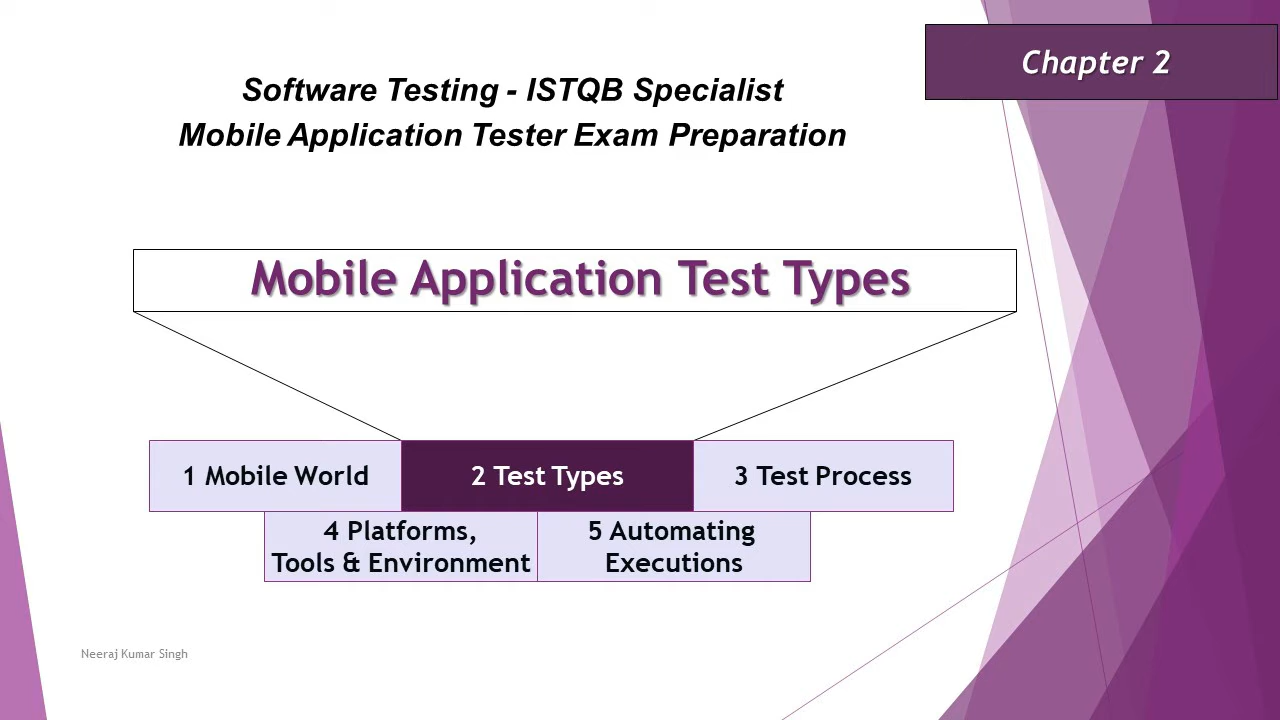 Chapter 2
Software Testing - ISTQB Specialist
Mobile Application Tester Exam Preparation
Mobile Application Test Types
1 Mobile World
2 Test Types
3 Test Process
4 Platforms,
Tools & Environment
5 Automating
Executions
Neeraj Kumar Singh